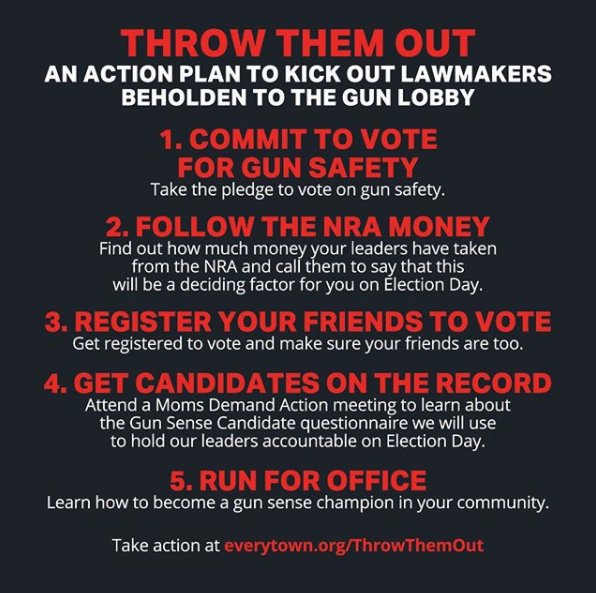 THROW THEM OUT
AN ACTION PLAN TO KICK OUT LAWMAKERS
BEHOLDEN TO THE GUN LOBBY
1. COMMIT TO VOTE
FOR GUN SAFETY
Take the pledge to vote on gun safety.
2. FOLLOW THE NRA MONEY
Find out how much money your leaders have taken
from the NRA and call them to say that this
will be a deciding factor for you on Election Day.
3. REGISTER YOUR FRIENDS TO VOTE
Get registered to vote and make sure your friends are too.
4. GET CANDIDATES ON THE RECORD
Attend a Moms Demand Action meeting to learn about
the Gun Sense Candidate questionnaire we will use
to hold our leaders accountable on Election Day.
5. RUN FOR OFFICE
Learn how to become a gun sense champion in your community.
Take action at everytown.org/ThrowThemOut